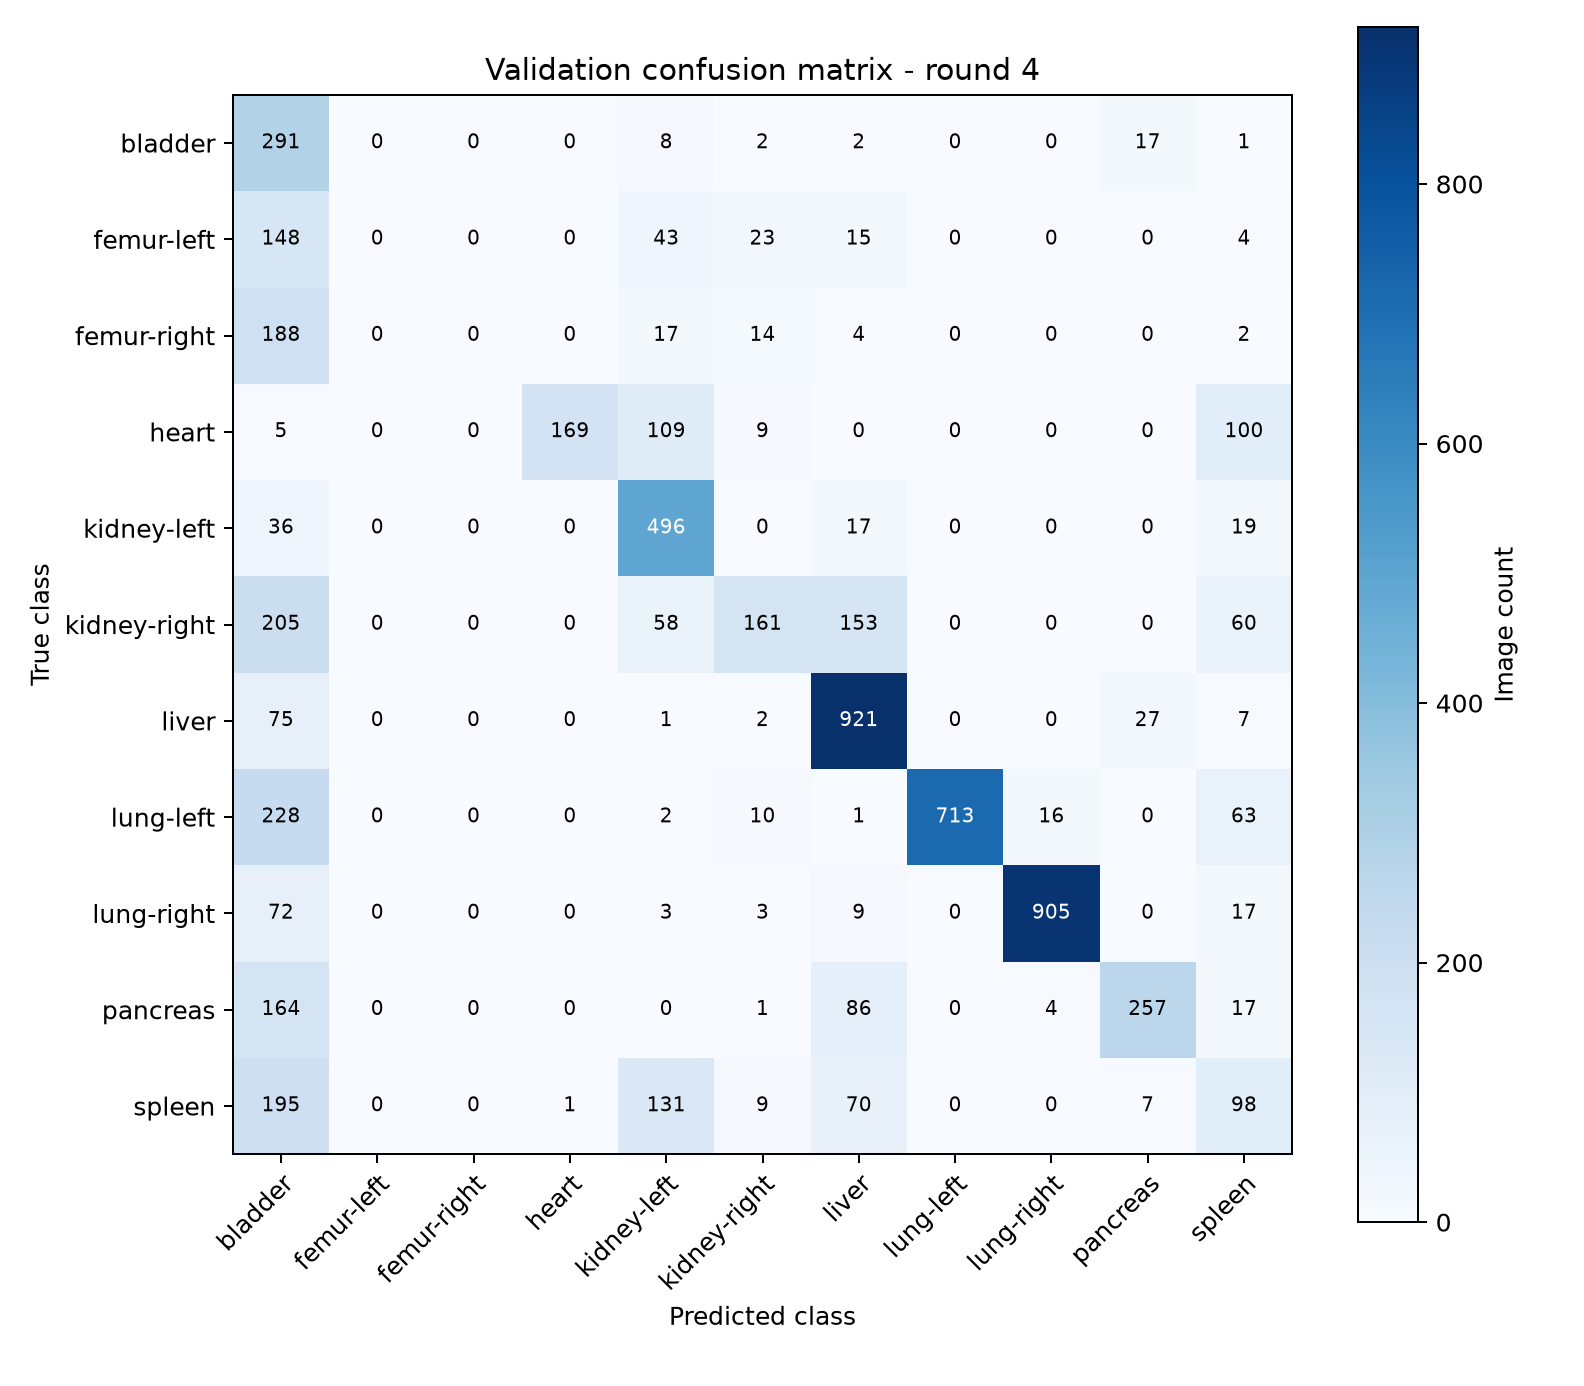 Validation confusion matrix - round 4
True class
bladder 291 0 0 0 8 2 2 0 0 17 1
femur-left 148 0 0 0 43 23 15 0 0 0 4
femur-right 188 0 0 0 17 14 4 0 0 0 2
heart 5 0 0 169 109 9 0 0 0 0 100
kidney-left 36 0 0 0 496 0 17 0 0 0 19
kidney-right 205 0 0 0 58 161 153 0 0 0 60
liver 75 0 0 0 1 2 921 0 0 27 7
lung-left 228 0 0 0 2 10 1 713 16 0 63
lung-right 72 0 0 0 3 3 9 0 905 0 17
pancreas 164 0 0 0 0 1 86 0 4 257 17
spleen 195 0 0 1 131 9 70 0 0 7 98
bladder femur-left femur-right heart kidney-left kidney-right liver lung-left lung-right pancreas spleen
Predicted class
800
600
400
200
0
Image count